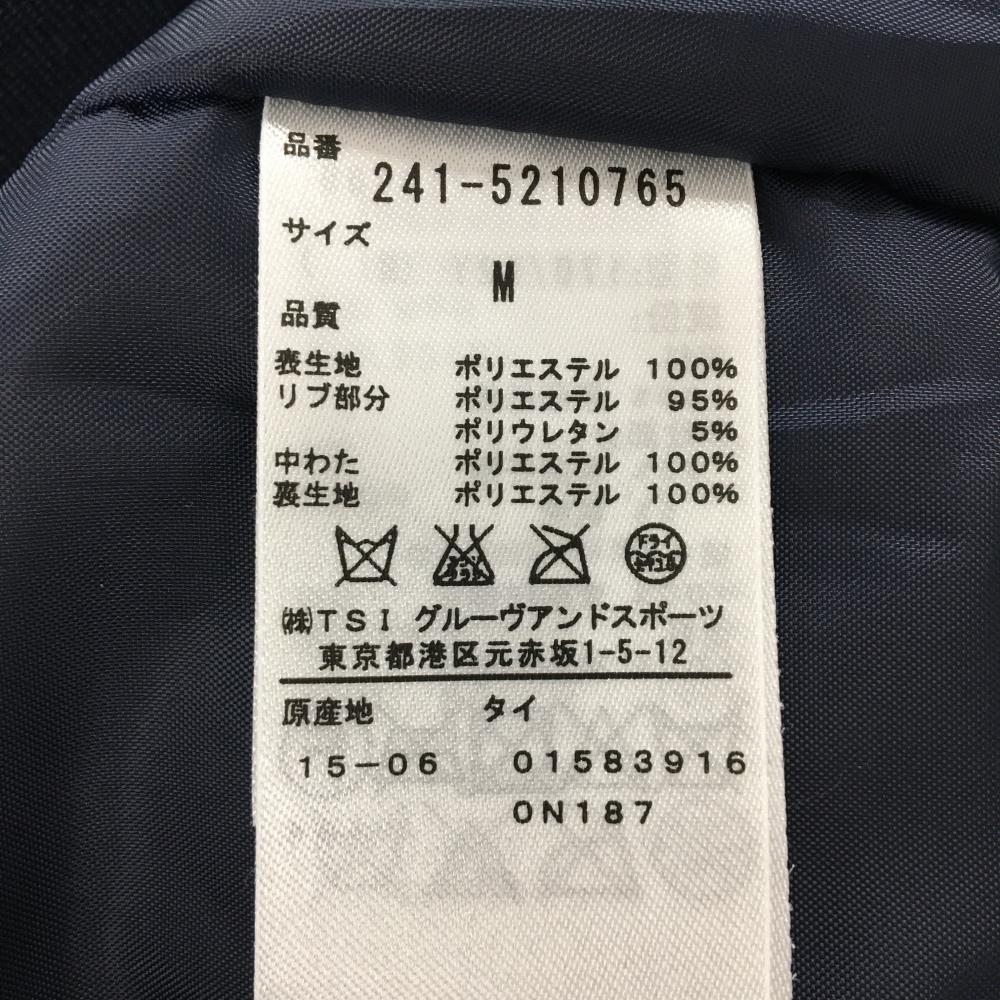 品番
241-5210765
サイズ
M
品質
表生地 ポリエステル 100%
リブ部分 ポリエステル 95%
ポリウレタン 5%
中わた ポリエステル 100%
裏生地 ポリエステル 100%
ドライ
㈱TSI グルーヴアンドスポーツ
東京都港区元赤坂1-5-12
原産地 タイ
15-06 01583916
0N187